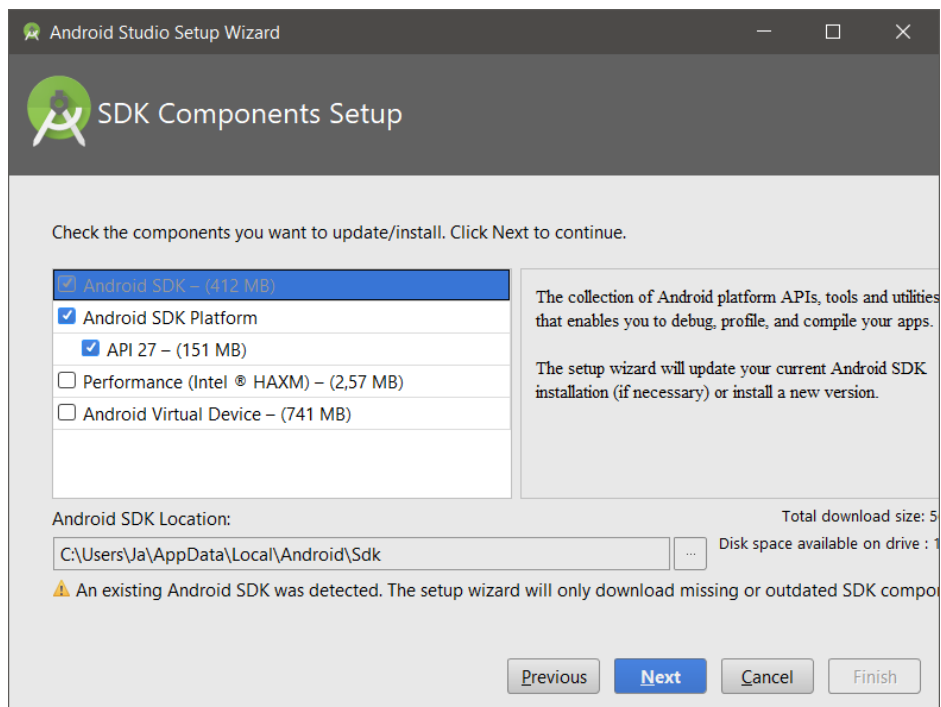 Android Studio Setup Wizard
SDK Components Setup
Check the components you want to update/install. Click Next to continue.
Android SDK – (412 MB)
Android SDK Platform
API 27 – (151 MB)
Performance (Intel ® HAXM) – (2,57 MB)
Android Virtual Device – (741 MB)
The collection of Android platform APIs, tools and utilities
that enables you to debug, profile, and compile your apps.
The setup wizard will update your current Android SDK
installation (if necessary) or install a new version.
Android SDK Location:
Total download size:
C:\Users\Ja\AppData\Local\Android\Sdk
...
Disk space available on drive :
An existing Android SDK was detected. The setup wizard will only download missing or outdated SDK
Previous
Next
Cancel
Finish